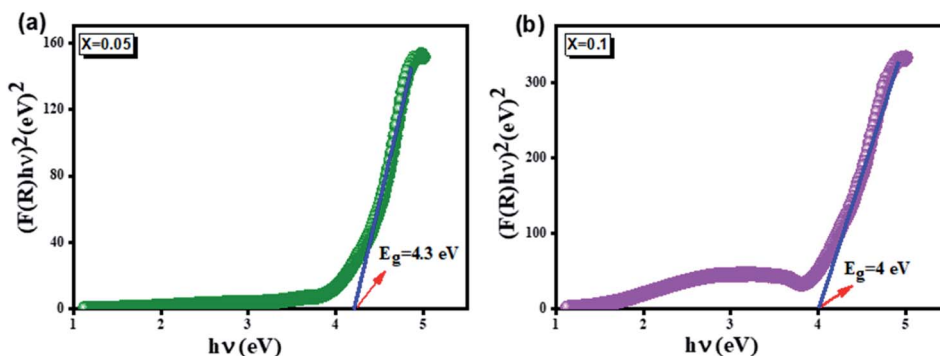 (a)
X=0.05
(F(R)hν)²(eV)²
160
120
80
40
0
1 2 3 4 5
hν (eV)
E_g=4.3 eV
(b)
X=0.1
(F(R)hν)²(eV)²
300
200
100
0
1 2 3 4 5
hν (eV)
E_g=4 eV